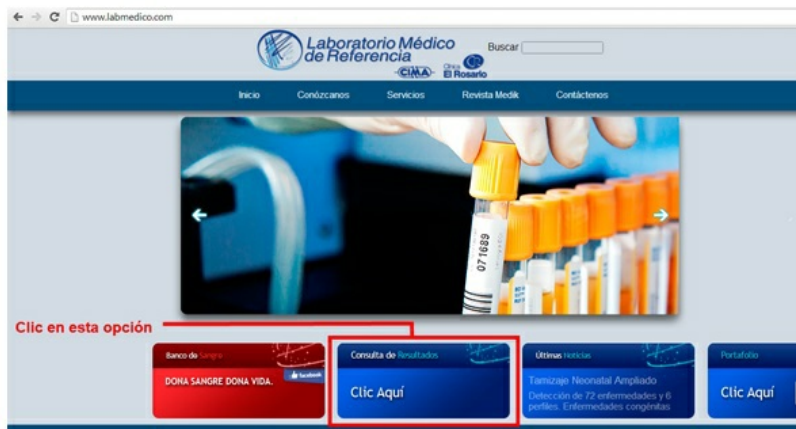 www.labmedico.com
Laboratorio Médico
de Referencia
Buscar
CIMA
Clínica
El Rosario
Inicio Conózcanos Servicios Revista Medik Contáctenos
071689
Clic en esta opción
Banco de Sangre
DONA SANGRE DONA VIDA.
facebook
Consulta de Resultados
Clic Aquí
Últimas Noticias
Tamizaje Neonatal Ampliado
Detección de 72 enfermedades y 6
perfiles. Enfermedades congénitas
Portafolio
Clic Aquí